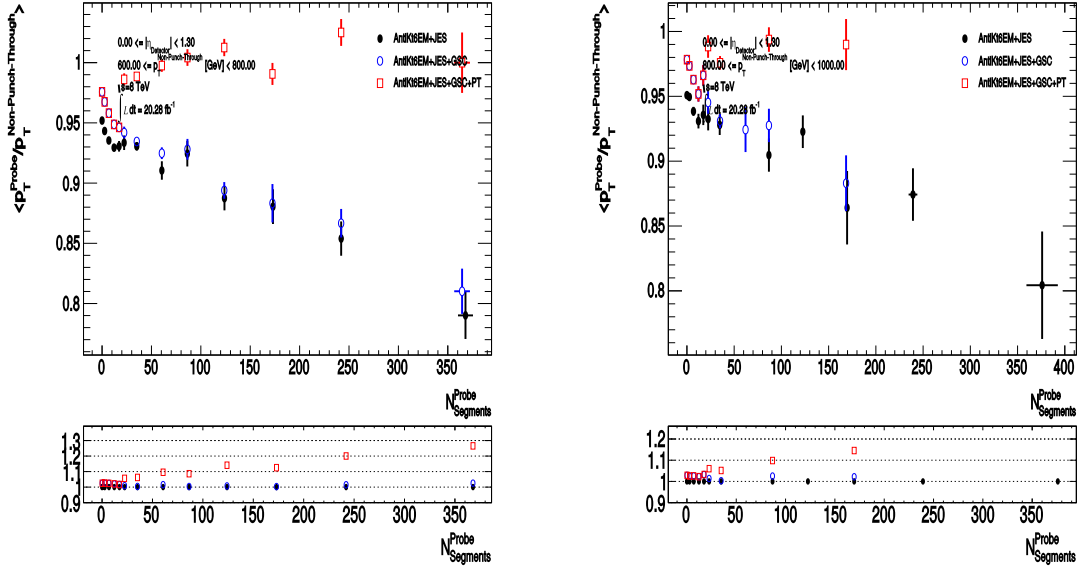 <p_T^Probe/p_T^Non-Punch-Through>
1
0.95
0.9
0.85
0.8
0.00 <= |η_Detector| < 1.30
600.00 <= p_T^Non-Punch-Through [GeV] < 800.00
√s=8 TeV
∫ L dt = 20.28 fb^-1
AntiKt6EM+JES
AntiKt6EM+JES+GSC
AntiKt6EM+JES+GSC+PT
0 50 100 150 200 250 300 350
N_Segments^Probe
1.3
1.2
1.1
1
0.9
0 50 100 150 200 250 300 350
N_Segments^Probe
<p_T^Probe/p_T^Non-Punch-Through>
1
0.95
0.9
0.85
0.8
0.00 <= |η_Detector| < 1.30
800.00 <= p_T^Non-Punch-Through [GeV] < 1000.00
√s=8 TeV
∫ L dt = 20.28 fb^-1
AntiKt6EM+JES
AntiKt6EM+JES+GSC
AntiKt6EM+JES+GSC+PT
0 50 100 150 200 250 300 350 400
N_Segments^Probe
1.2
1.1
1
0.9
0 50 100 150 200 250 300 350 400
N_Segments^Probe